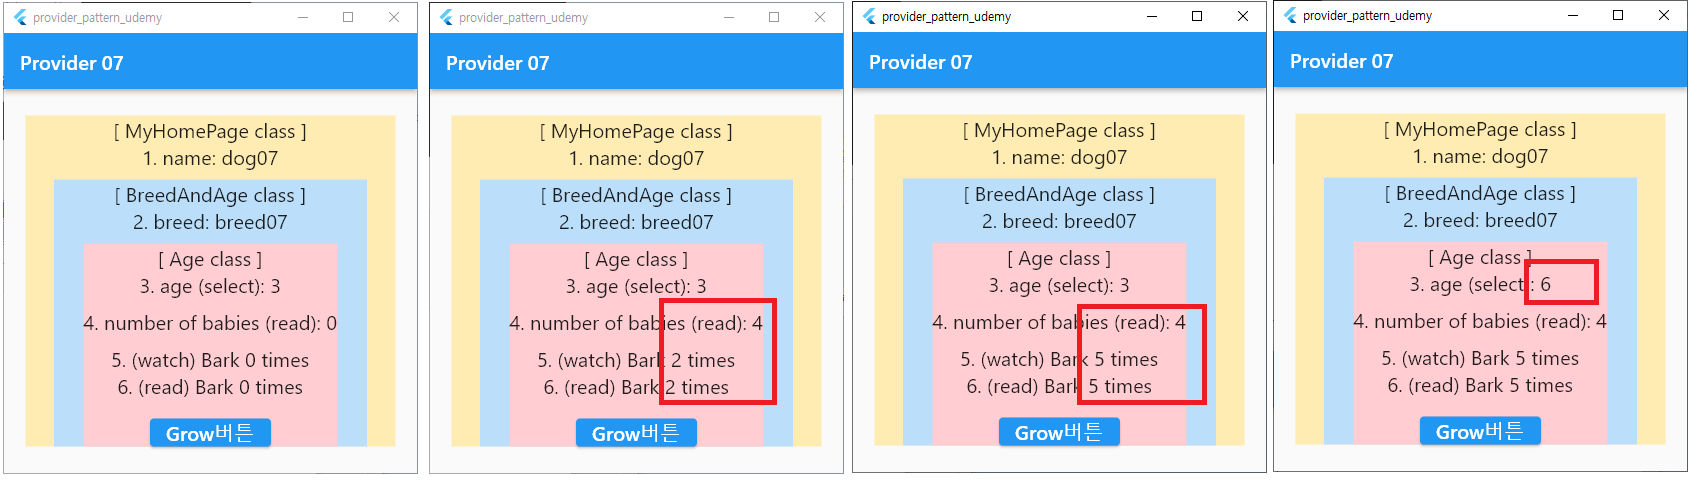 provider_pattern_udemy
Provider 07
[ MyHomePage class ]
1. name: dog07
[ BreedAndAge class ]
2. breed: breed07
[ Age class ]
3. age (select): 3
4. number of babies (read): 0
5. (watch) Bark 0 times
6. (read) Bark 0 times
Grow버튼
provider_pattern_udemy
Provider 07
[ MyHomePage class ]
1. name: dog07
[ BreedAndAge class ]
2. breed: breed07
[ Age class ]
3. age (select): 3
4. number of babies (read): 4
5. (watch) Bark 2 times
6. (read) Bark 2 times
Grow버튼
provider_pattern_udemy
Provider 07
[ MyHomePage class ]
1. name: dog07
[ BreedAndAge class ]
2. breed: breed07
[ Age class ]
3. age (select): 3
4. number of babies (read): 4
5. (watch) Bark 5 times
6. (read) Bark 5 times
Grow버튼
provider_pattern_udemy
Provider 07
[ MyHomePage class ]
1. name: dog07
[ BreedAndAge class ]
2. breed: breed07
[ Age class ]
3. age (select): 6
4. number of babies (read): 4
5. (watch) Bark 5 times
6. (read) Bark 5 times
Grow버튼